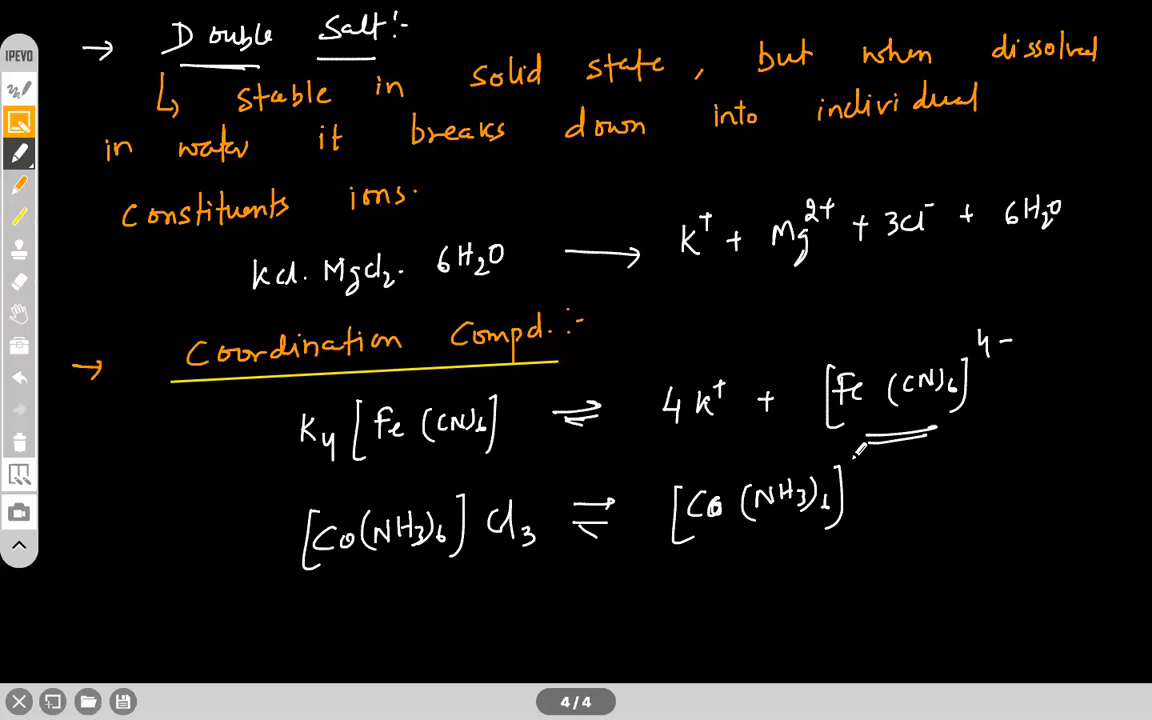 IPEVO
→ Double Salt :-
↳ stable in solid state, but when dissolved
in water it breaks down into individual
constituents ions.
KCl. MgCl₂. 6H₂O ⟶ K⁺ + Mg²⁺ + 3Cl⁻ + 6H₂O
→ Coordination Compd. :-
K₄[Fe(CN)₆] ⇌ 4K⁺ + [Fe(CN)₆]⁴⁻
[Co(NH₃)₆]Cl₃ ⇌ [Co(NH₃)₆]
4/4